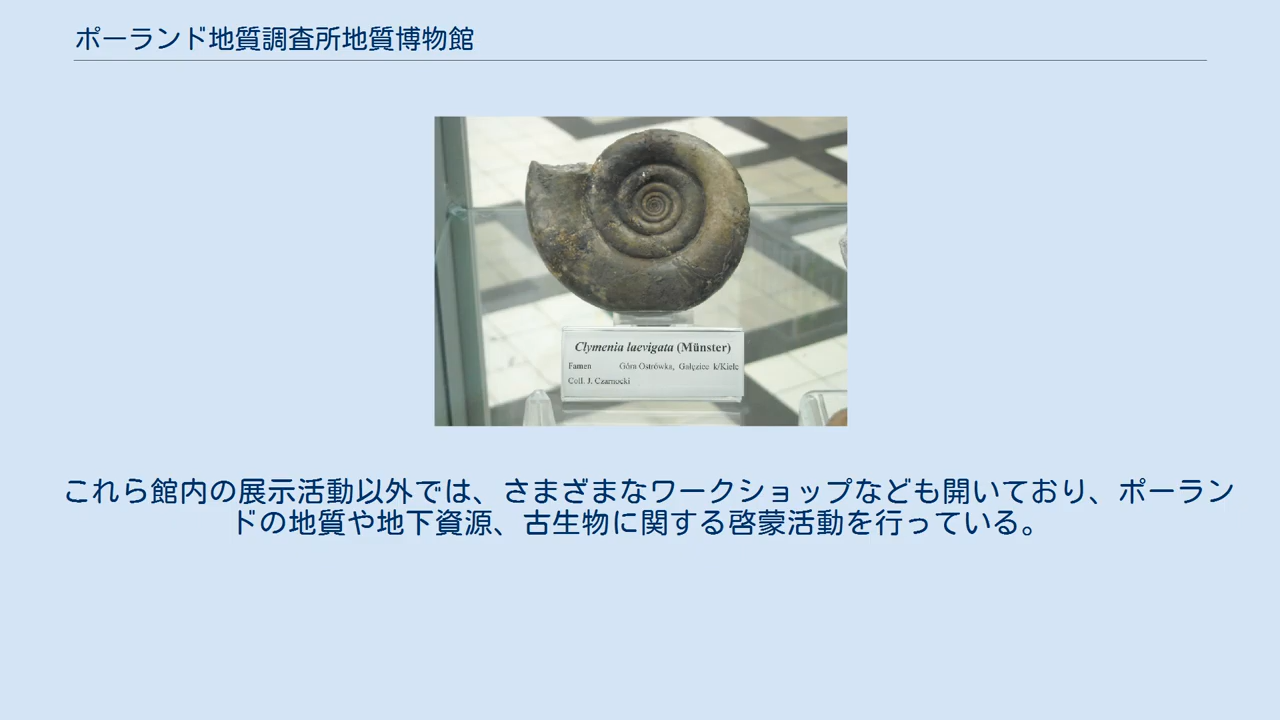 ポーランド地質調査所地質博物館
Clymenia laevigata (Münster)
Famen Góra Ostrówka, Gałęzice k/Kielc
Coll. J. Czarnocki
これら館内の展示活動以外では、さまざまなワークショップなども開いており、ポーラン
ドの地質や地下資源、古生物に関する啓蒙活動を行っている。